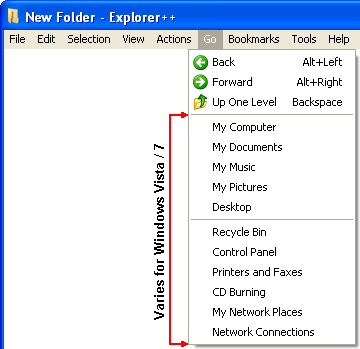 New Folder - Explorer++
File Edit Selection View Actions Go Bookmarks Tools Help
Back Alt+Left
Forward Alt+Right
Up One Level Backspace
My Computer
My Documents
My Music
My Pictures
Desktop
Recycle Bin
Control Panel
Printers and Faxes
CD Burning
My Network Places
Network Connections
Varies for Windows Vista / 7